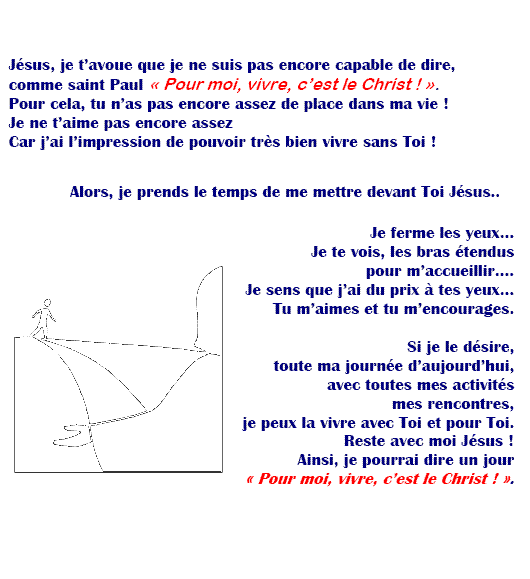 Jésus, je t'avoue que je ne suis pas encore capable de dire,
comme saint Paul « Pour moi, vivre, c'est le Christ ! ».
Pour cela, tu n'as pas encore assez de place dans ma vie !
Je ne t'aime pas encore assez
Car j'ai l'impression de pouvoir très bien vivre sans Toi !
Alors, je prends le temps de me mettre devant Toi Jésus..
Je ferme les yeux...
Je te vois, les bras étendus
pour m'accueillir....
Je sens que j'ai du prix à tes yeux...
Tu m'aimes et tu m'encourages.
Si je le désire,
toute ma journée d'aujourd'hui,
avec toutes mes activités
mes rencontres,
je peux la vivre avec Toi et pour Toi.
Reste avec moi Jésus !
Ainsi, je pourrai dire un jour
« Pour moi, vivre, c'est le Christ ! ».